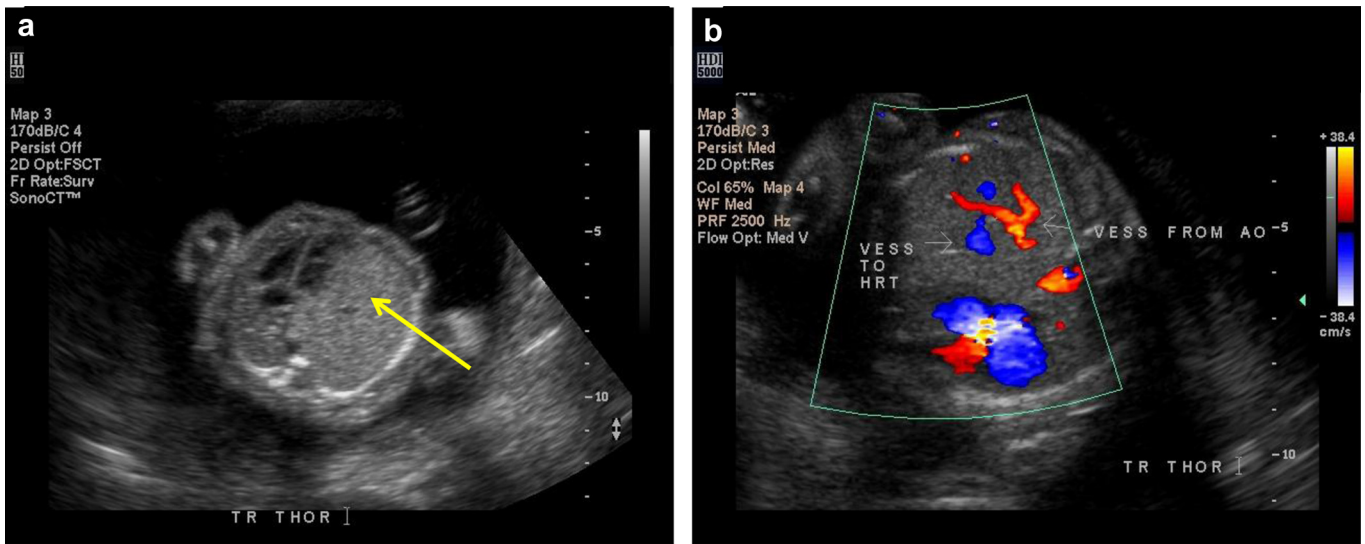 a
HDI
50
Map 3
170dB/C 4
Persist Off
2D Opt:FSCT
Fr Rate:Surv
SonoCT™
5
10
TR THOR
b
HDI
5000
Map 3
170dB/C 3
Persist Med
2D Opt:Res
Col 65% Map 4
WF Med
PRF 2500 Hz
Flow Opt: Med V
VESS
TO
HRT
VESS FROM AO
5
10
+ 38.4
- 38.4
cm/s
TR THOR